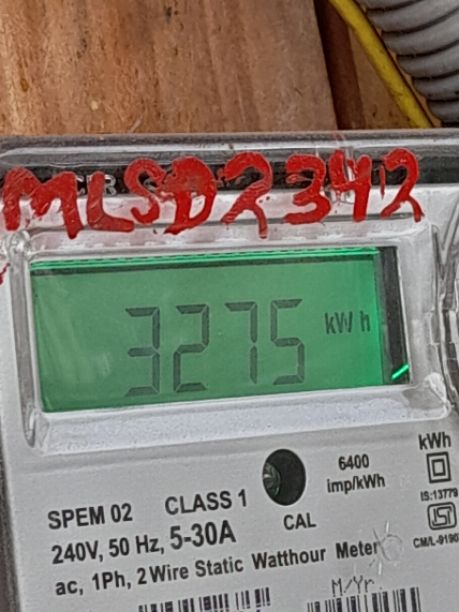 MLSD2342
3275 kWh
kWh
6400
imp/kWh
IS:13779
SPEM 02 CLASS 1
CAL
240V, 50 Hz, 5-30A
ac, 1Ph, 2 Wire Static Watthour Meter
M/Yr.